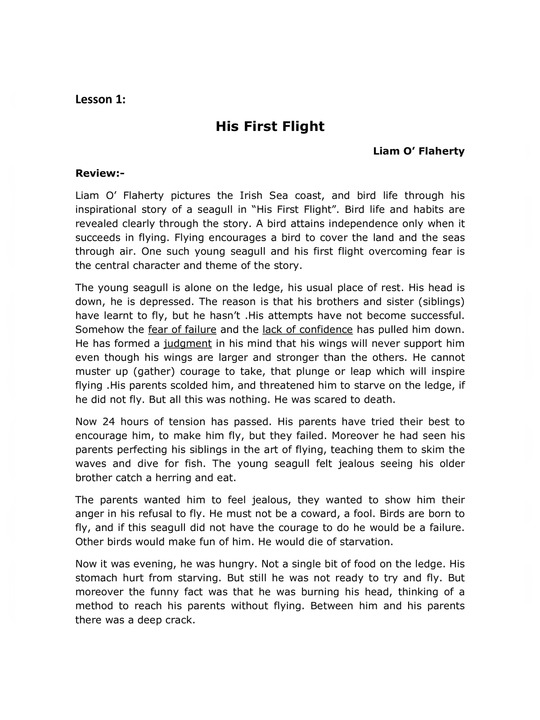 Lesson 1:
His First Flight
Liam O’ Flaherty
Review:-
Liam O’ Flaherty pictures the Irish Sea coast, and bird life through his
inspirational story of a seagull in “His First Flight”. Bird life and habits are
revealed clearly through the story. A bird attains independence only when it
succeeds in flying. Flying encourages a bird to cover the land and the seas
through air. One such young seagull and his first flight overcoming fear is
the central character and theme of the story.
The young seagull is alone on the ledge, his usual place of rest. His head is
down, he is depressed. The reason is that his brothers and sister (siblings)
have learnt to fly, but he hasn’t .His attempts have not become successful.
Somehow the fear of failure and the lack of confidence has pulled him down.
He has formed a judgment in his mind that his wings will never support him
even though his wings are larger and stronger than the others. He cannot
muster up (gather) courage to take, that plunge or leap which will inspire
flying .His parents scolded him, and threatened him to starve on the ledge, if
he did not fly. But all this was nothing. He was scared to death.
Now 24 hours of tension has passed. His parents have tried their best to
encourage him, to make him fly, but they failed. Moreover he had seen his
parents perfecting his siblings in the art of flying, teaching them to skim the
waves and dive for fish. The young seagull felt jealous seeing his older
brother catch a herring and eat.
The parents wanted him to feel jealous, they wanted to show him their
anger in his refusal to fly. He must not be a coward, a fool. Birds are born to
fly, and if this seagull did not have the courage to do he would be a failure.
Other birds would make fun of him. He would die of starvation.
Now it was evening, he was hungry. Not a single bit of food on the ledge. His
stomach hurt from starving. But still he was not ready to try and fly. But
moreover the funny fact was that he was burning his head, thinking of a
method to reach his parents without flying. Between him and his parents
there was a deep crack.